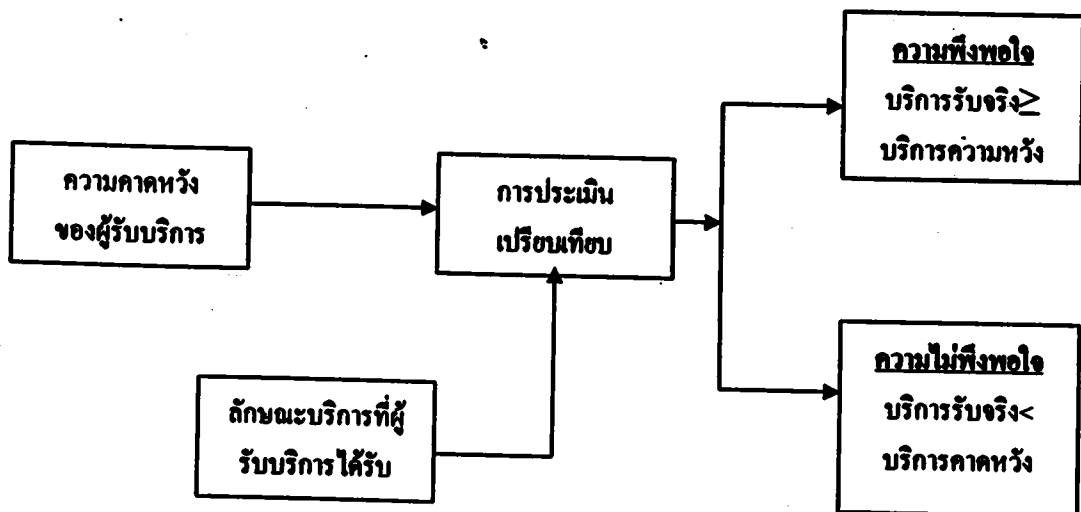 ความคาดหวัง
ของผู้รับบริการ
การประเมิน
เปรียบเทียบ
ลักษณะบริการที่ผู้
รับบริการได้รับ
ความพึงพอใจ
บริการรับจริง≥
บริการความหวัง
ความไม่พึงพอใจ
บริการรับจริง<
บริการคาดหวัง